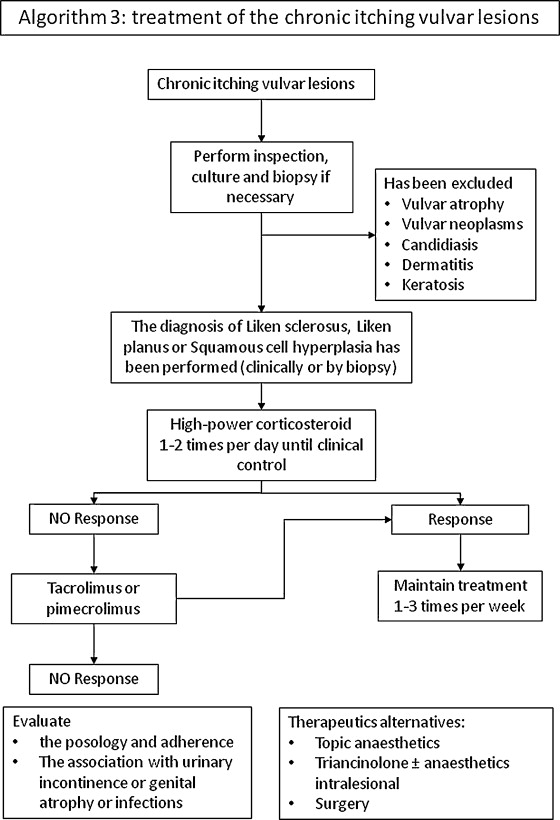 Algorithm 3: treatment of the chronic itching vulvar lesions
Chronic itching vulvar lesions
Perform inspection,
culture and biopsy if
necessary
Has been excluded
• Vulvar atrophy
• Vulvar neoplasms
• Candidiasis
• Dermatitis
• Keratosis
The diagnosis of Liken sclerosus, Liken
planus or Squamous cell hyperplasia has
been performed (clinically or by biopsy)
High-power corticosteroid
1-2 times per day until clinical
control
NO Response
Response
Tacrolimus or
pimecrolimus
Maintain treatment
1-3 times per week
NO Response
Evaluate
• the posology and adherence
• The association with urinary
incontinence or genital
atrophy or infections
Therapeutics alternatives:
• Topic anaesthetics
• Triancinolone ± anaesthetics
intralesional
• Surgery